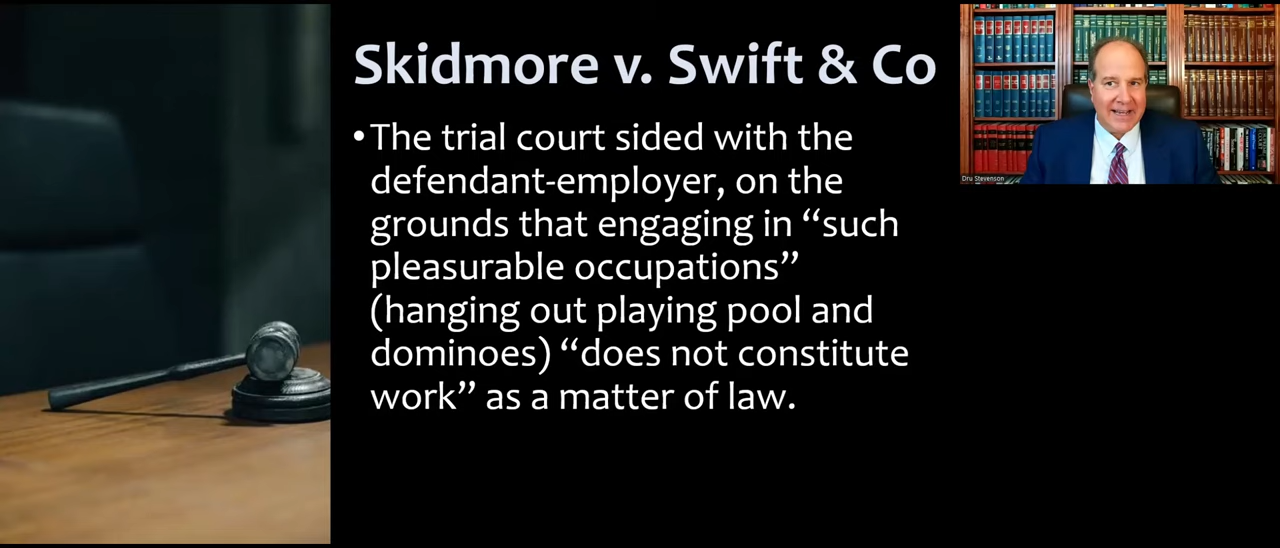 Skidmore v. Swift & Co
•The trial court sided with the
defendant-employer, on the
grounds that engaging in “such
pleasurable occupations”
(hanging out playing pool and
dominoes) “does not constitute
work” as a matter of law.
Dru Stevenson